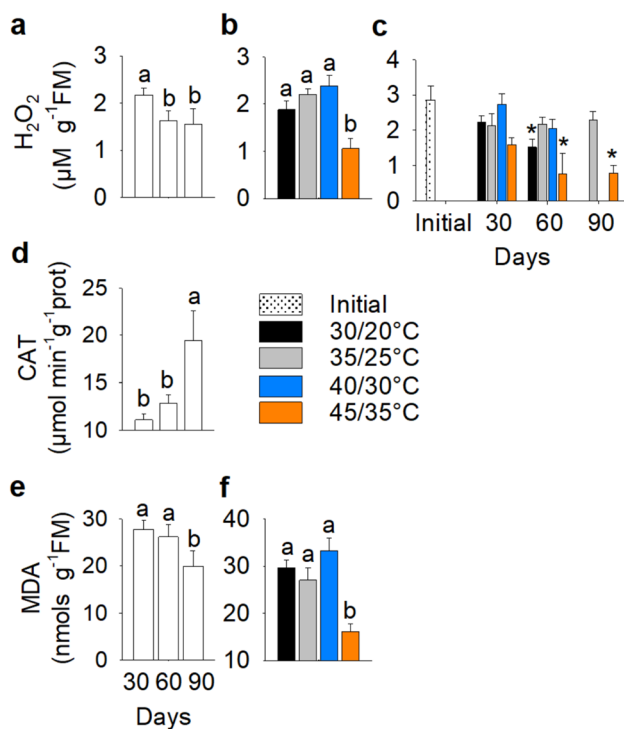 a
b
c
H₂O₂
(µM g⁻¹FM)
3
2
1
0
a
b
b
3
2
1
0
a
a
a
b
4
3
2
1
0
*
*
*
Initial
30
60
90
Days
d
CAT
(µmol min⁻¹g⁻¹prot)
25
20
15
10
b
b
a
Initial
30/20°C
35/25°C
40/30°C
45/35°C
e
f
MDA
(nmols g⁻¹FM)
30
20
10
0
a
a
b
30 60 90
Days
40
30
20
10
a
a
a
b